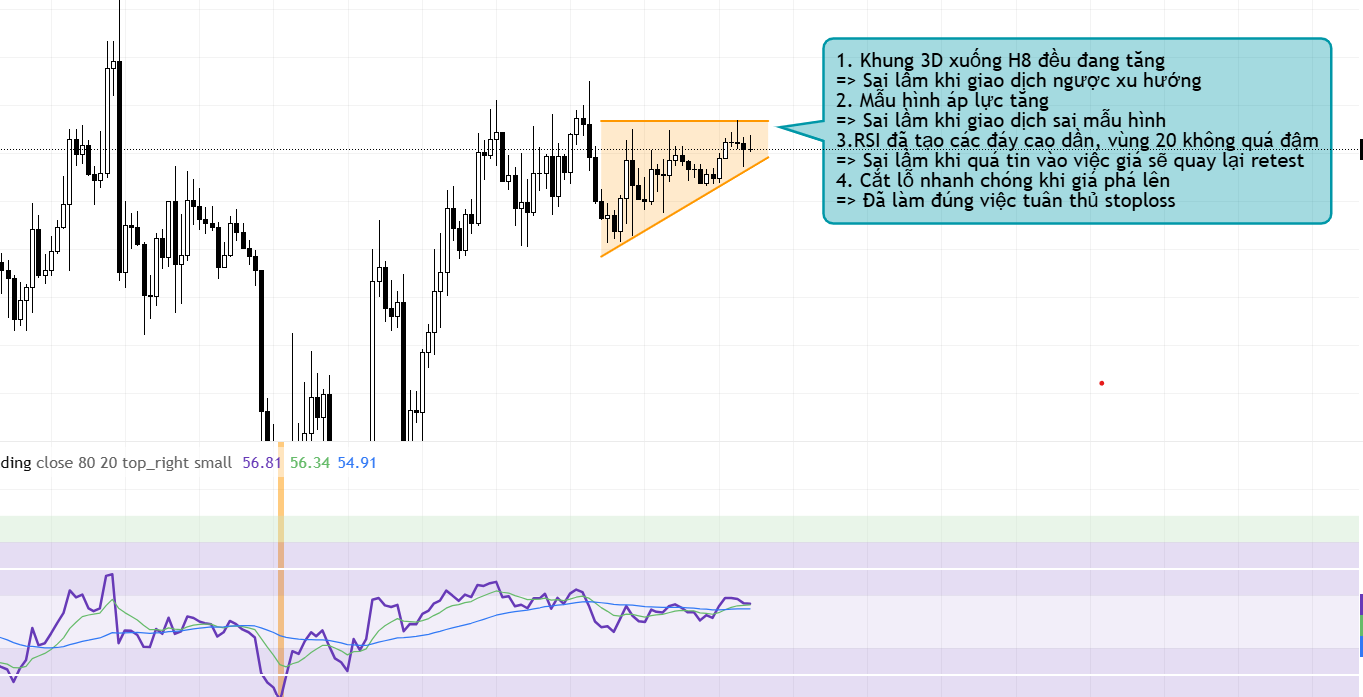 1. Khung 3D xuống H8 đều đang tăng
=> Sai lầm khi giao dịch ngược xu hướng
2. Mẫu hình áp lực tăng
=> Sai lầm khi giao dịch sai mẫu hình
3.RSI đã tạo các đáy cao dần, vùng 20 không quá đậm
=> Sai lầm khi quá tin vào việc giá sẽ quay lại retest
4. Cắt lỗ nhanh chóng khi giá phá lên
=> Đã làm đúng việc tuân thủ stoploss
ding close 80 20 top_right small 56.81 56.34 54.91